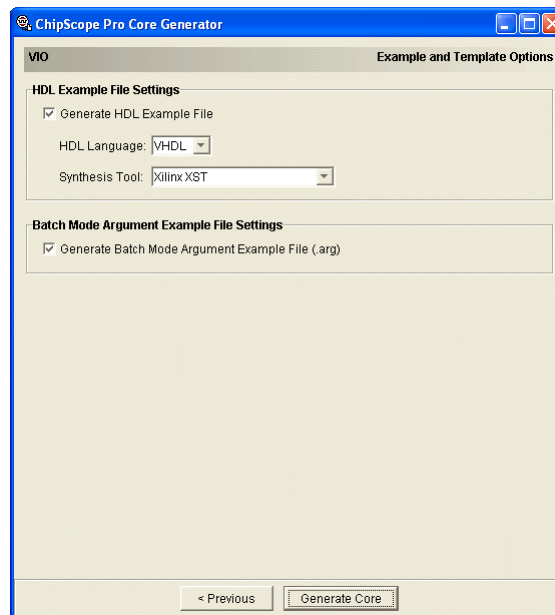 ChipScope Pro Core Generator
VIO Example and Template Options
HDL Example File Settings
Generate HDL Example File
HDL Language: VHDL
Synthesis Tool: Xilinx XST
Batch Mode Argument Example File Settings
Generate Batch Mode Argument Example File (.arg)
< Previous Generate Core